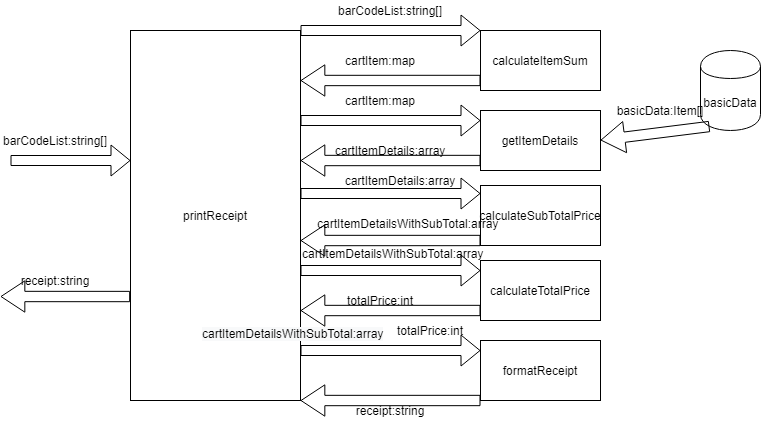 barCodeList:string[]
calculateItemSum
cartItem:map
cartItem:map
basicData
basicData:Item[]
barCodeList:string[]
getItemDetails
cartItemDetails:array
cartItemDetails:array
printReceipt
calculateSubTotalPrice
cartItemDetailsWithSubTotal:array
cartItemDetailsWithSubTotal:array
receipt:string
calculateTotalPrice
totalPrice:int
cartItemDetailsWithSubTotal:array
totalPrice:int
formatReceipt
receipt:string